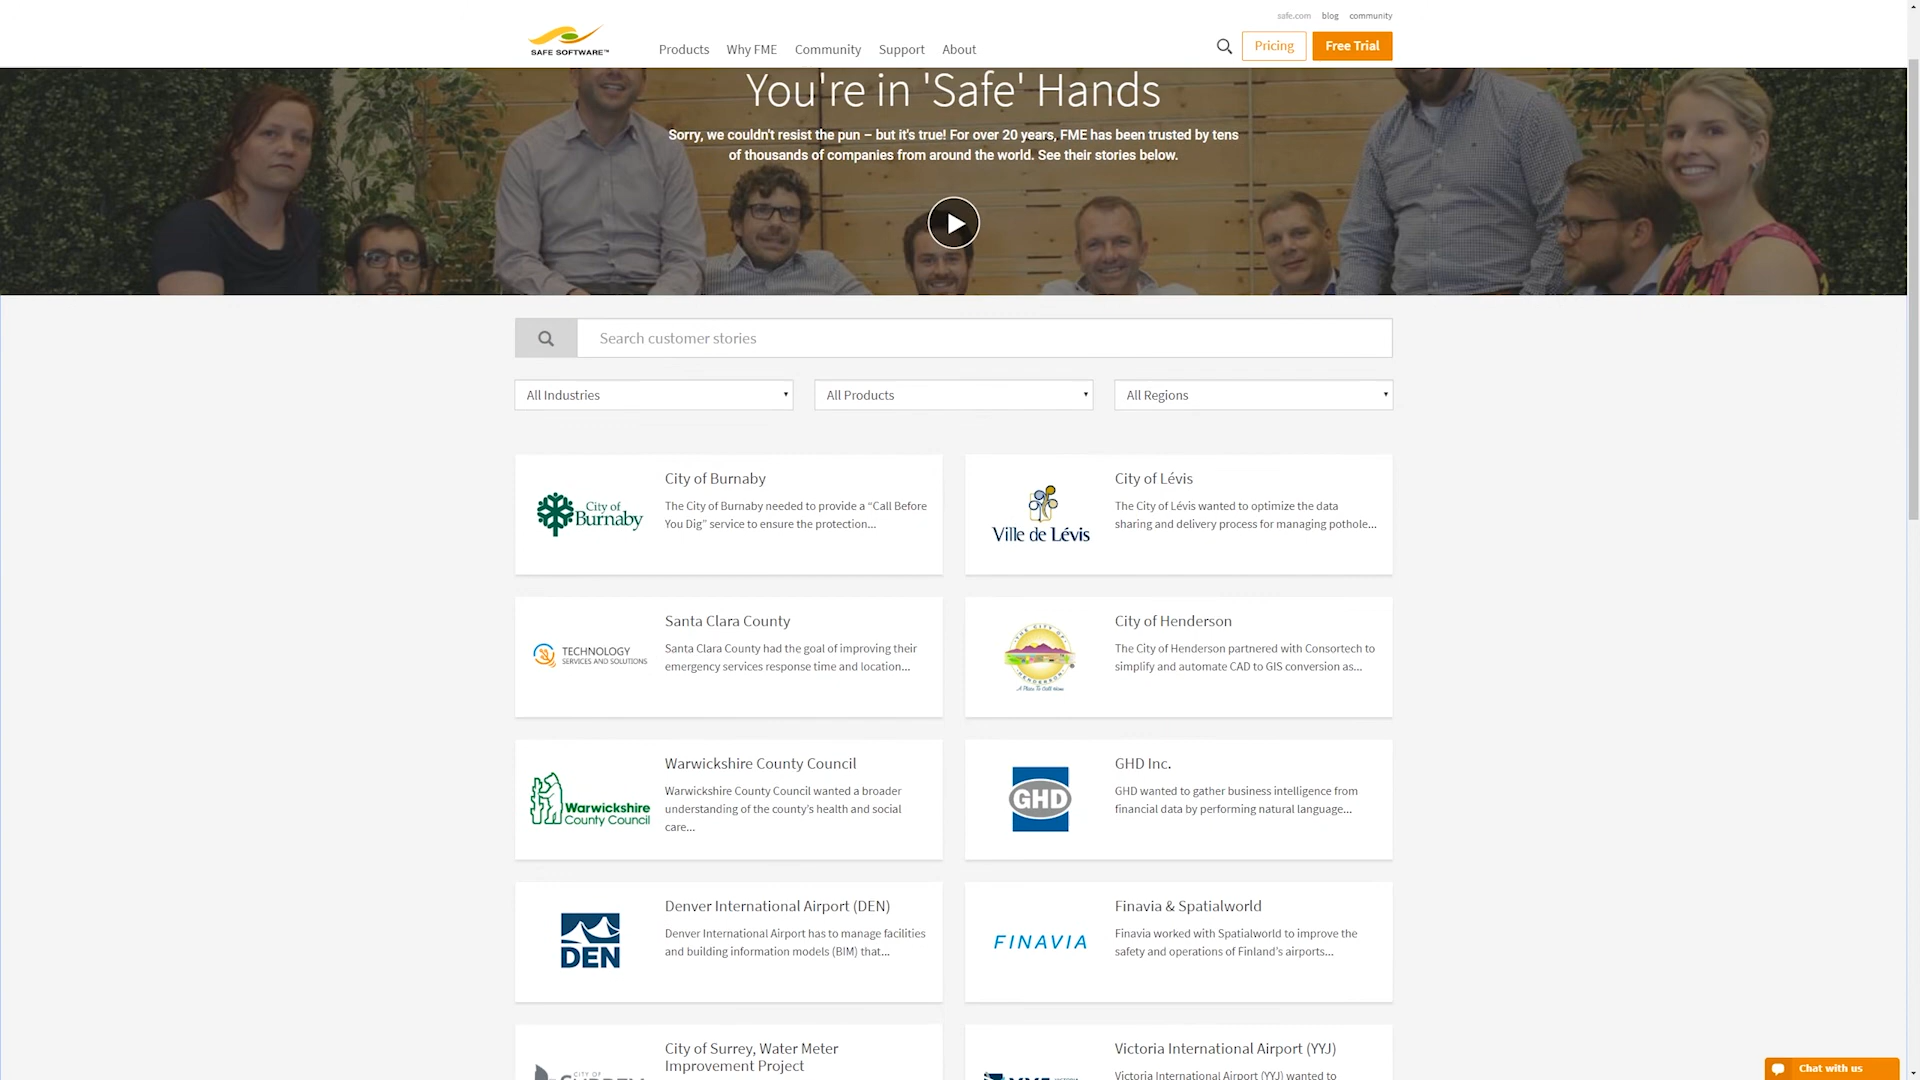 safe.com blog community
SAFE SOFTWARE™
Products Why FME Community Support About
Pricing Free Trial
You're in 'Safe' Hands
Sorry, we couldn't resist the pun – but it's true! For over 20 years, FME has been trusted by tens
of thousands of companies from around the world. See their stories below.
Search customer stories
All Industries All Products All Regions
City of Burnaby
City of
Burnaby
The City of Burnaby needed to provide a “Call Before
You Dig” service to ensure the protection...
City of Lévis
Ville de Lévis
The City of Lévis wanted to optimize the data
sharing and delivery process for managing pothole...
Santa Clara County
TECHNOLOGY
SERVICES AND SOLUTIONS
Santa Clara County had the goal of improving their
emergency services response time and location...
City of Henderson
THE CITY OF
HENDERSON
A Place To Call Home
The City of Henderson partnered with Consortech to
simplify and automate CAD to GIS conversion as...
Warwickshire County Council
Warwickshire
County Council
Warwickshire County Council wanted a broader
understanding of the county’s health and social
care...
GHD Inc.
GHD
GHD wanted to gather business intelligence from
financial data by performing natural language...
Denver International Airport (DEN)
DEN
Denver International Airport has to manage facilities
and building information models (BIM) that...
Finavia & Spatialworld
FINAVIA
Finavia worked with Spatialworld to improve the
safety and operations of Finland’s airports...
City of Surrey, Water Meter
Improvement Project
CITY OF
Victoria International Airport (YYJ)
Victoria International Airport (YYJ) wanted to
Chat with us